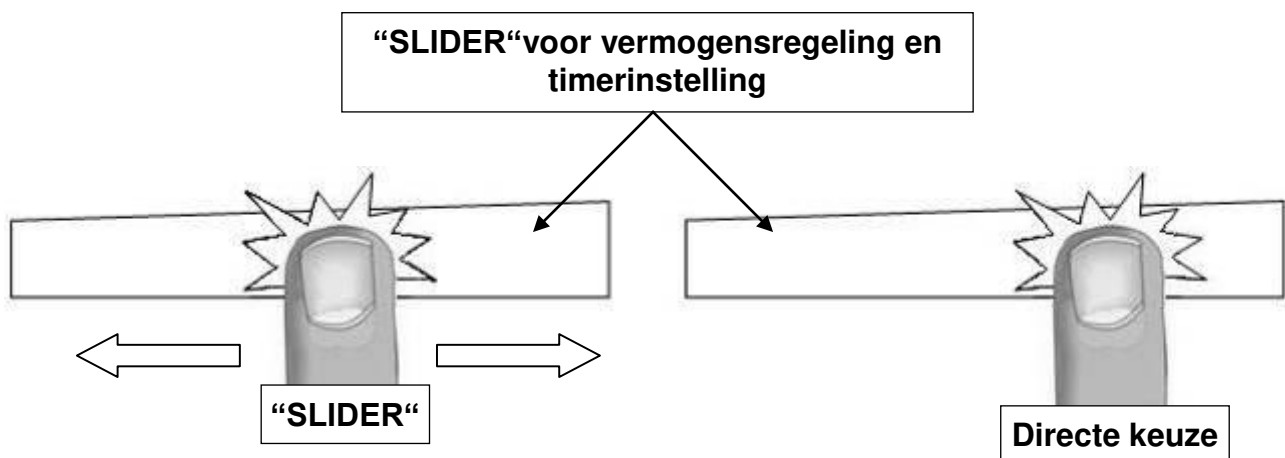 “SLIDER“voor vermogensregeling en
timerinstelling
“SLIDER“
Directe keuze